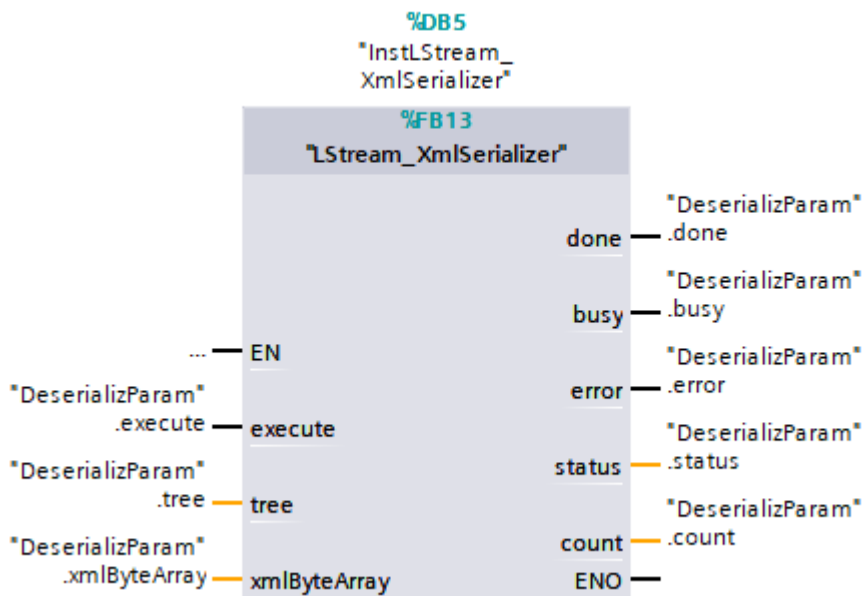 %DB5
"InstLStream_
XmlSerializer"
%FB13
"LStream_XmlSerializer"
"DeserializParam"
done .done
"DeserializParam"
busy .busy
... EN
"DeserializParam"
error .error
"DeserializParam"
.execute execute
"DeserializParam"
status .status
"DeserializParam"
.tree tree
"DeserializParam"
count .count
"DeserializParam"
.xmlByteArray xmlByteArray ENO